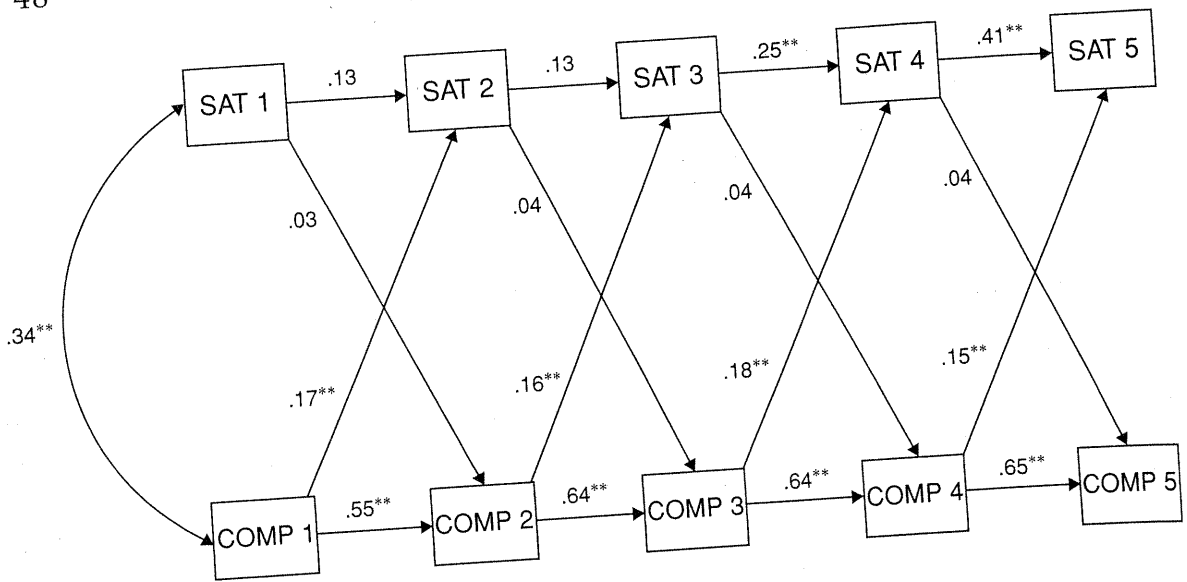 48
.41**
SAT 5
.25**
SAT 4
.13
SAT 3
.13
SAT 2
SAT 1
.03
.04
.04
.04
.34**
.17**
.16**
.18**
.15**
.55**
.64**
.64**
.65**
COMP 1
COMP 2
COMP 3
COMP 4
COMP 5